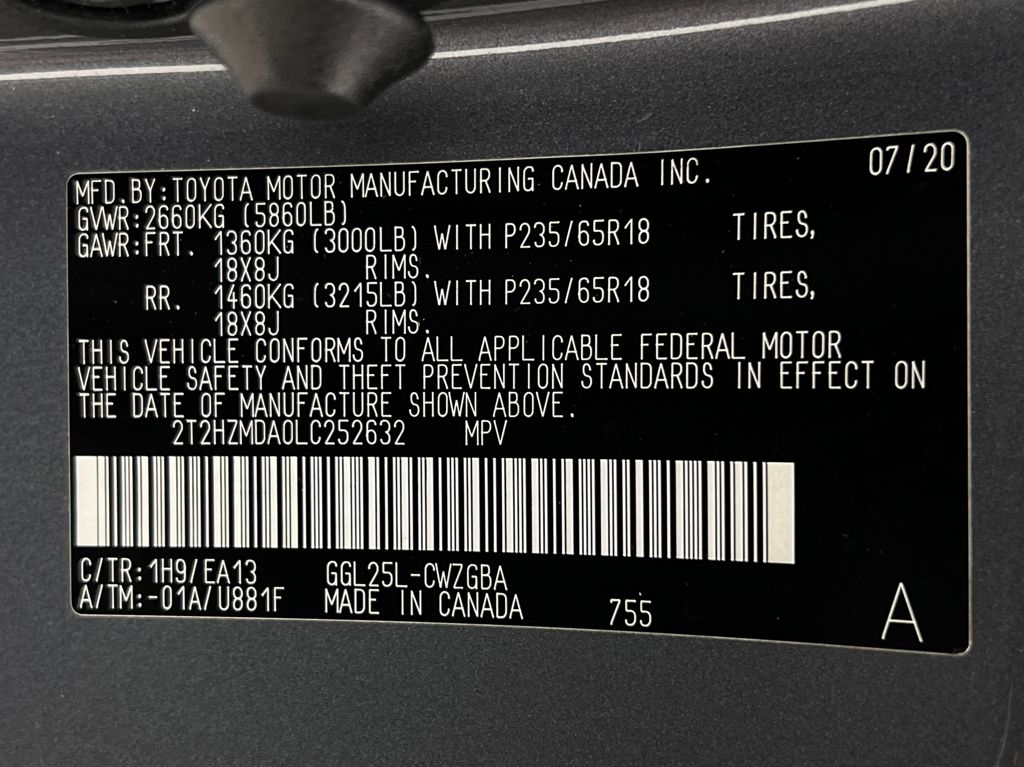 MFD.BY:TOYOTA MOTOR MANUFACTURING CANADA INC. 07/20
GVWR:2660KG (5860LB)
GAWR:FRT. 1360KG (3000LB) WITH P235/65R18 TIRES,
18X8J RIMS.
RR. 1460KG (3215LB) WITH P235/65R18 TIRES,
18X8J RIMS.
THIS VEHICLE CONFORMS TO ALL APPLICABLE FEDERAL MOTOR
VEHICLE SAFETY AND THEFT PREVENTION STANDARDS IN EFFECT ON
THE DATE OF MANUFACTURE SHOWN ABOVE.
2T2HZMDA0LC252632 MPV
C/TR:1H9/EA13 GGL25L-CWZGBA
A/TM:-01A/U881F MADE IN CANADA 755 A